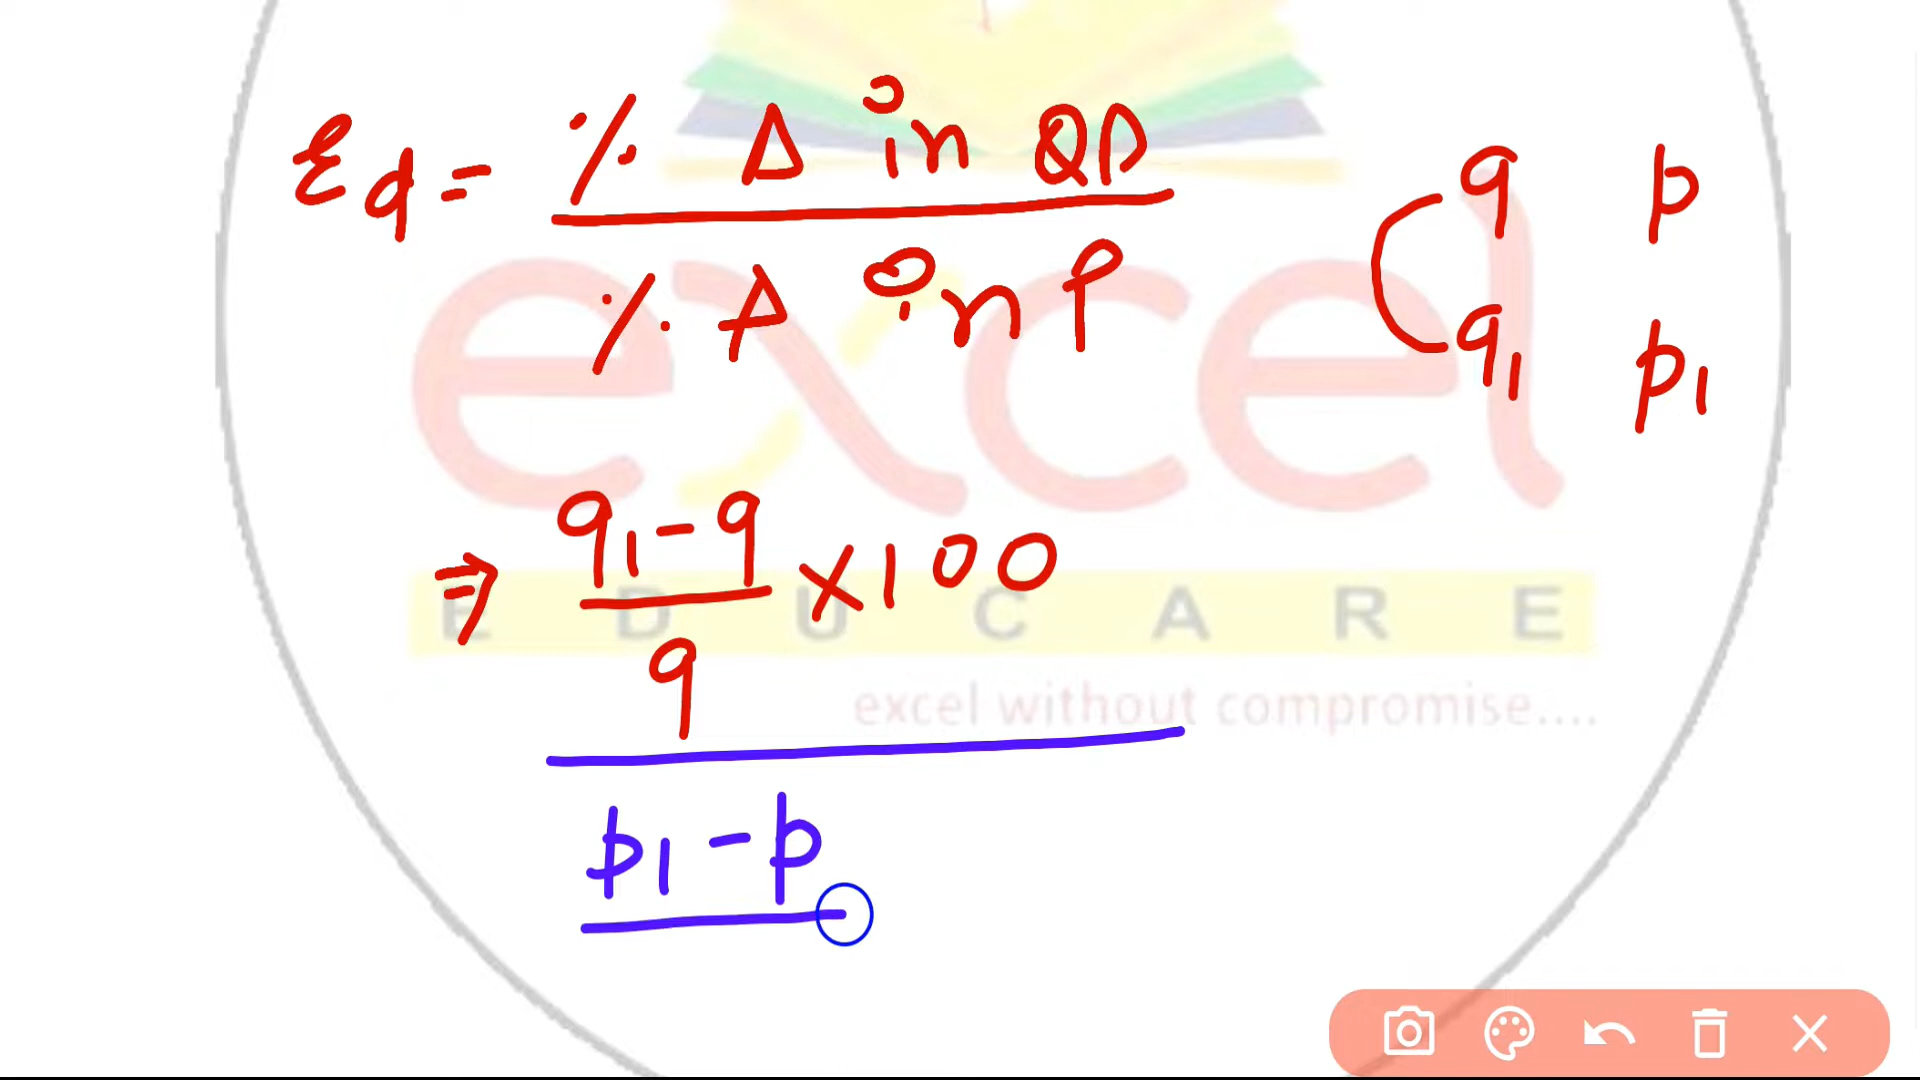 Ed = % Δ in QD
% Δ in P
q p
q1 p1
⇒ q1 - q × 100
q
p1 - p
excel
EDUCARE
excel without compromise....